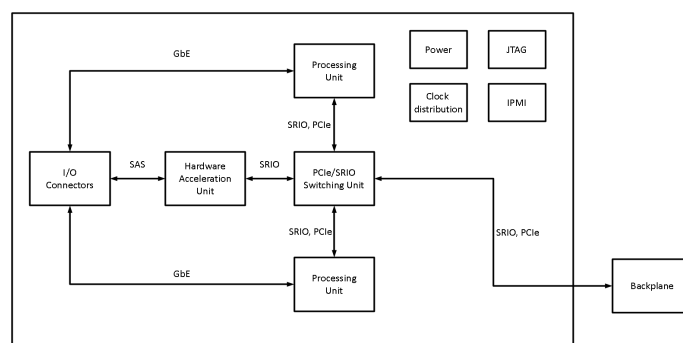 GbE
Processing
Unit
Power
JTAG
Clock
distribution
IPMI
SRIO, PCIe
I/O
Connectors
SAS
Hardware
Acceleration
Unit
SRIO
PCIe/SRIO
Switching Unit
SRIO, PCIe
SRIO, PCIe
GbE
Processing
Unit
Backplane